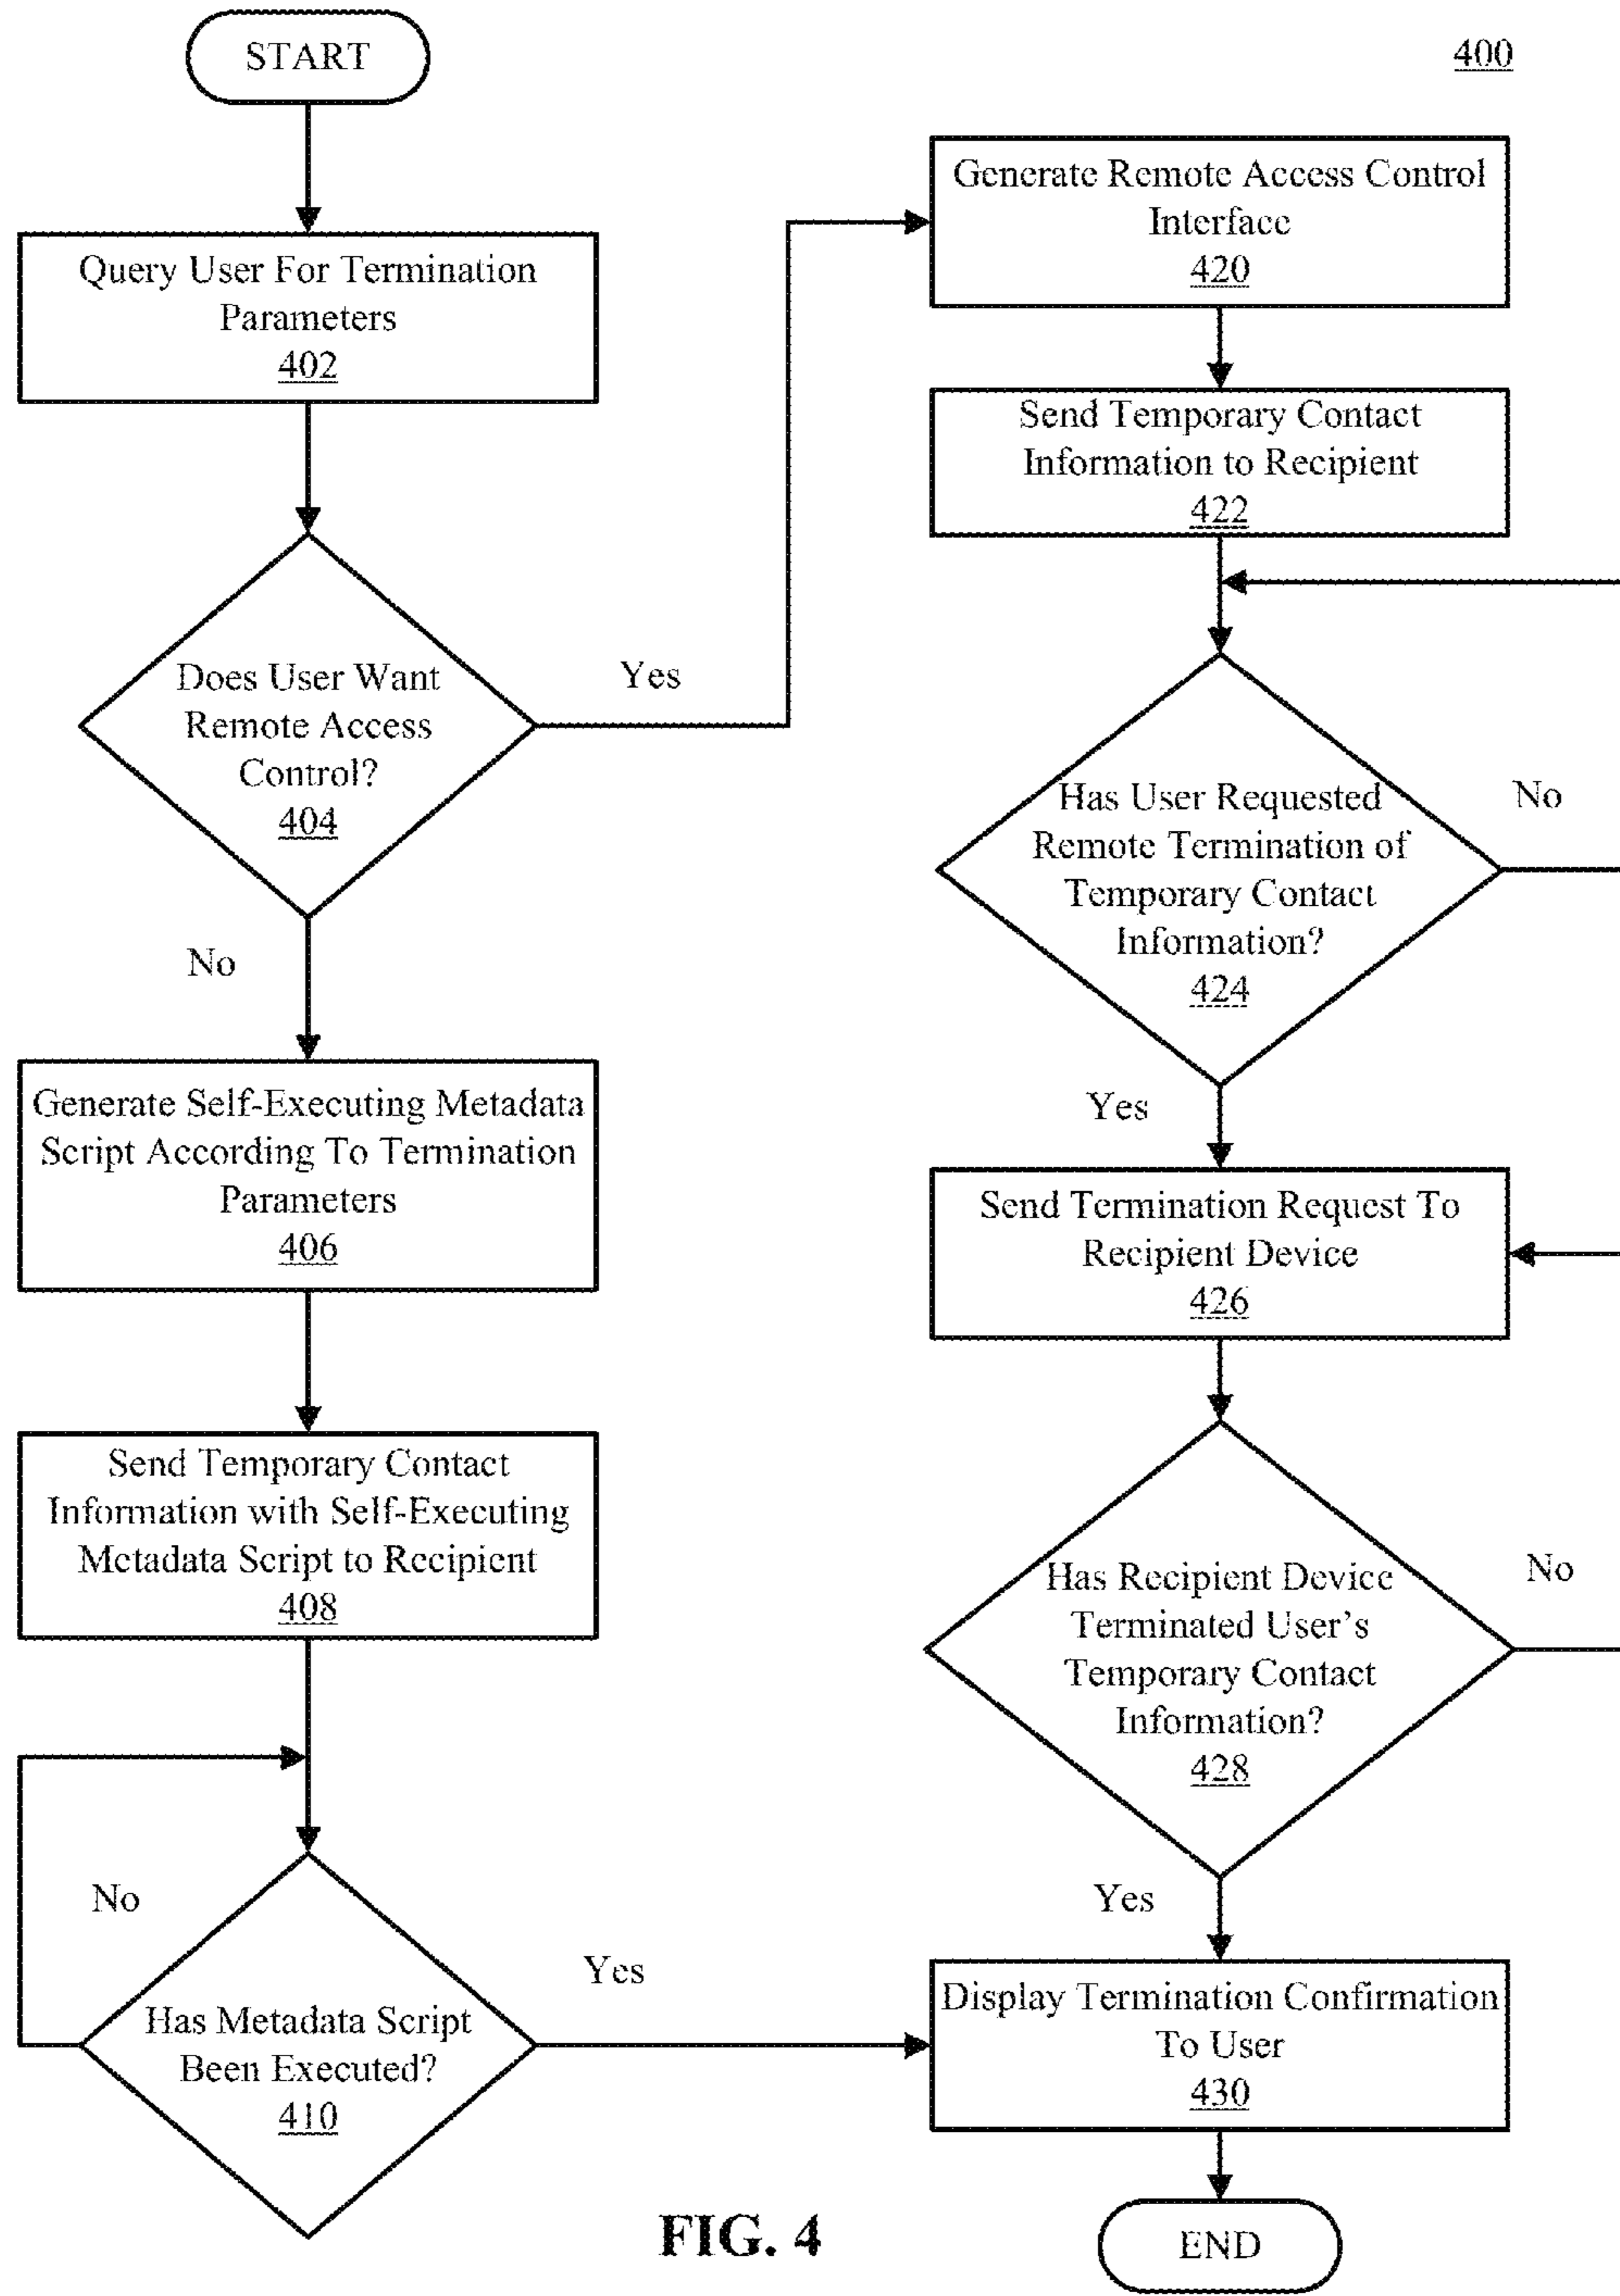 START
400
Query User For Termination
Parameters
402
Does User Want
Remote Access
Control?
404
Yes
No
Generate Self-Executing Metadata
Script According To Termination
Parameters
406
Send Temporary Contact
Information with Self-Executing
Metadata Script to Recipient
408
No
Has Metadata Script
Been Executed?
410
Yes
Generate Remote Access Control
Interface
420
Send Temporary Contact
Information to Recipient
422
Has User Requested
Remote Termination of
Temporary Contact
Information?
424
No
Yes
Send Termination Request To
Recipient Device
426
Has Recipient Device
Terminated User's
Temporary Contact
Information?
428
No
Yes
Display Termination Confirmation
To User
430
END
FIG. 4